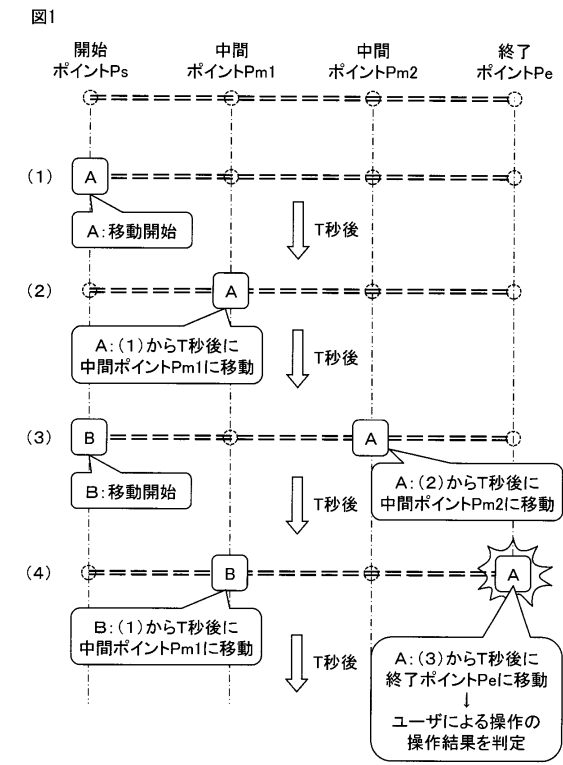 図1
開始
ポイントPs
中間
ポイントPm1
中間
ポイントPm2
終了
ポイントPe
(1)
A
A:移動開始
T秒後
(2)
A
A:(1)からT秒後に
中間ポイントPm1に移動
T秒後
(3)
B
A
B:移動開始
A:(2)からT秒後に
中間ポイントPm2に移動
T秒後
(4)
B
A
B:(1)からT秒後に
中間ポイントPm1に移動
T秒後
A:(3)からT秒後に
終了ポイントPeに移動
↓
ユーザによる操作の
操作結果を判定